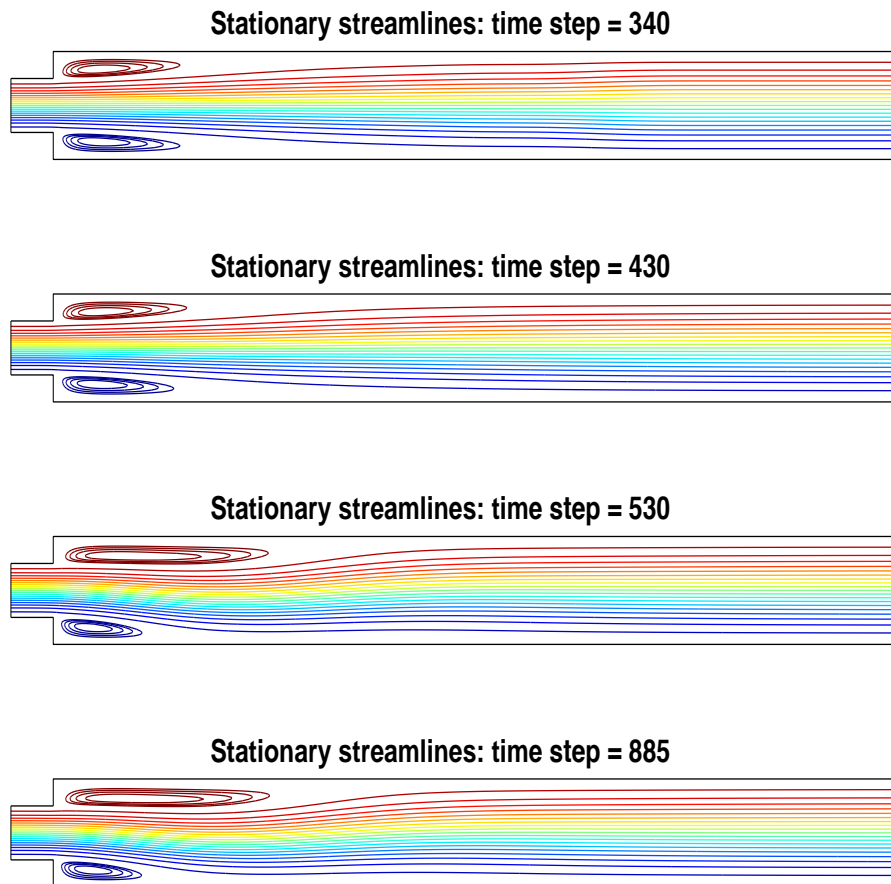 Stationary streamlines: time step = 340
Stationary streamlines: time step = 430
Stationary streamlines: time step = 530
Stationary streamlines: time step = 885